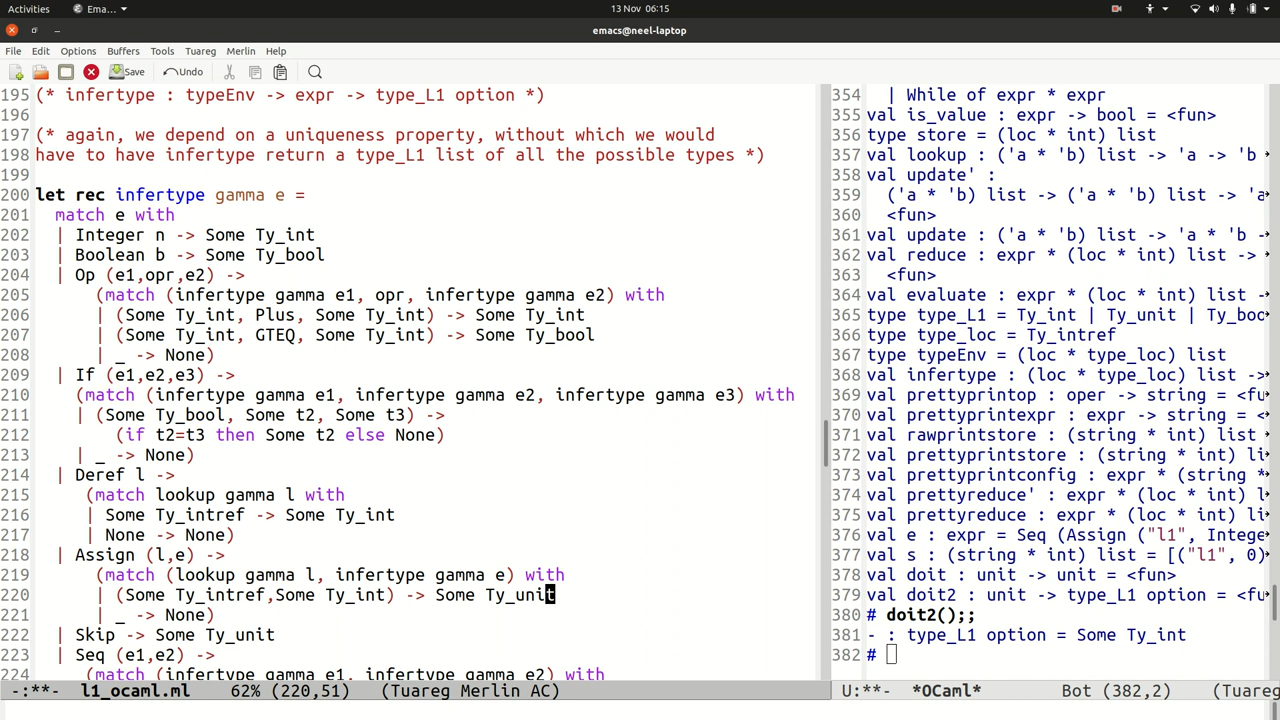 Activities Ema... 13 Nov 06:15
emacs@neel-laptop
File Edit Options Buffers Tools Tuareg Merlin Help
Save Undo
195 (* infertype : typeEnv -> expr -> type_L1 option *)
196
197 (* again, we depend on a uniqueness property, without which we would
198 have to have infertype return a type_L1 list of all the possible types *)
199
200 let rec infertype gamma e =
201 match e with
202 | Integer n -> Some Ty_int
203 | Boolean b -> Some Ty_bool
204 | Op (e1,opr,e2) ->
205 (match (infertype gamma e1, opr, infertype gamma e2) with
206 | (Some Ty_int, Plus, Some Ty_int) -> Some Ty_int
207 | (Some Ty_int, GTEQ, Some Ty_int) -> Some Ty_bool
208 | _ -> None)
209 | If (e1,e2,e3) ->
210 (match (infertype gamma e1, infertype gamma e2, infertype gamma e3) with
211 | (Some Ty_bool, Some t2, Some t3) ->
212 (if t2=t3 then Some t2 else None)
213 | _ -> None)
214 | Deref l ->
215 (match lookup gamma l with
216 | Some Ty_intref -> Some Ty_int
217 | None -> None)
218 | Assign (l,e) ->
219 (match (lookup gamma l, infertype gamma e) with
220 | (Some Ty_intref,Some Ty_int) -> Some Ty_unit
221 | _ -> None)
222 | Skip -> Some Ty_unit
223 | Seq (e1,e2) ->
224 (match (infertype gamma e1, infertype gamma e2) with
-:**- l1_ocaml.ml 62% (220,51) (Tuareg Merlin AC)
354 | While of expr * expr
355 val is_value : expr -> bool = <fun>
356 type store = (loc * int) list
357 val lookup : ('a * 'b) list -> 'a -> 'b
358 val update' :
359 ('a * 'b) list -> ('a * 'b) list -> 'a
360 <fun>
361 val update : ('a * 'b) list -> 'a * 'b -
362 val reduce : expr * (loc * int) list ->
363 <fun>
364 val evaluate : expr * (loc * int) list -
365 type type_L1 = Ty_int | Ty_unit | Ty_boo
366 type type_loc = Ty_intref
367 type typeEnv = (loc * type_loc) list
368 val infertype : (loc * type_loc) list ->
369 val prettyprintop : oper -> string = <fu
370 val prettyprintexpr : expr -> string = <
371 val rawprintstore : (string * int) list
372 val prettyprintstore : (string * int) li
373 val prettyprintconfig : expr * (string *
374 val prettyreduce' : expr * (loc * int) l
375 val prettyreduce : expr * (loc * int) li
376 val e : expr = Seq (Assign ("l1", Intege
377 val s : (string * int) list = [("l1", 0)
378 val doit : unit -> unit = <fun>
379 val doit2 : unit -> type_L1 option = <fu
380 # doit2();;
381 - : type_L1 option = Some Ty_int
382 #
U:**- *OCaml* Bot (382,2) (Tuareg